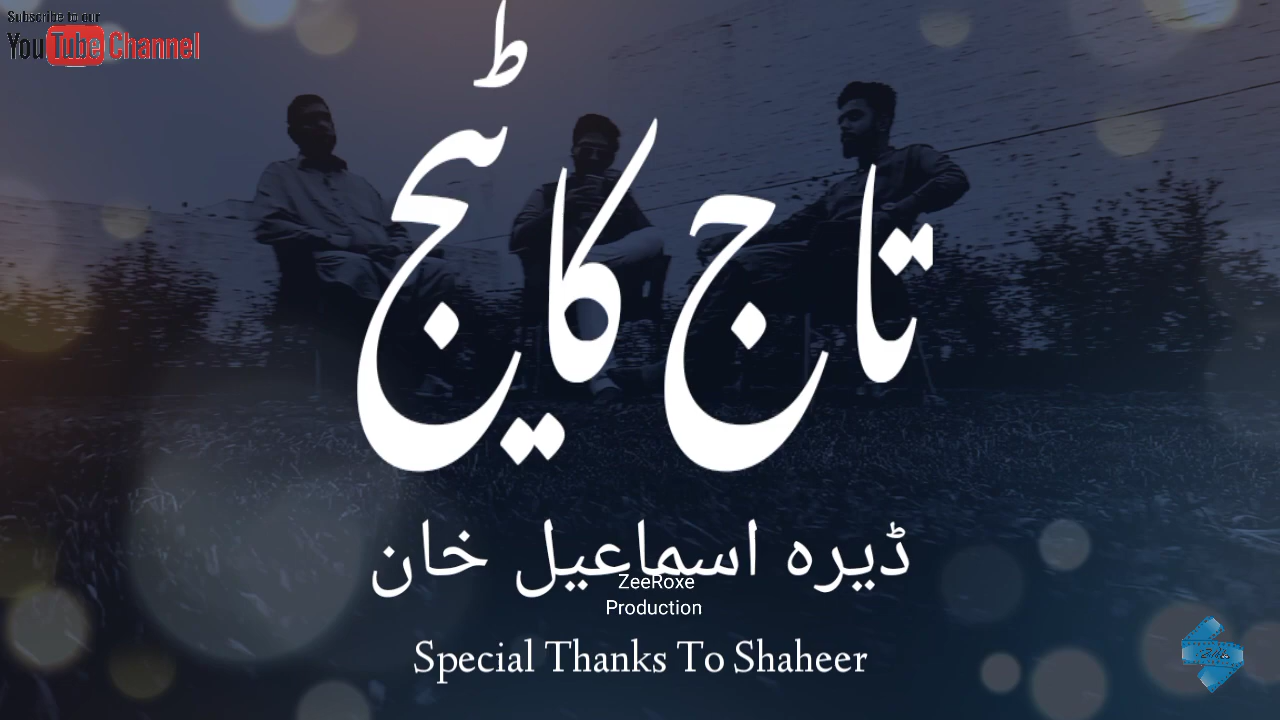 Subscribe to our
YouTube Channel
تاج کاٹیج
ڈیرہ اسماعیل خان
ZeeRoxe
Production
Special Thanks To Shaheer